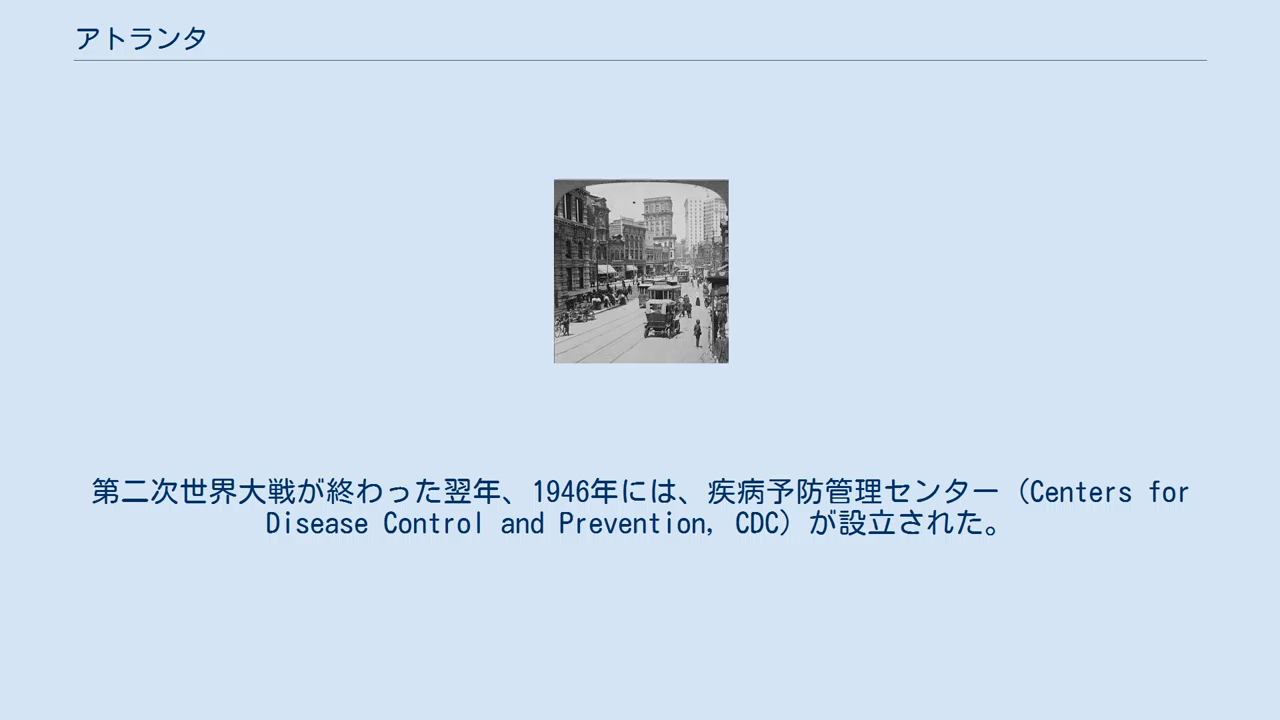 アトランタ
第二次世界大戦が終わった翌年、1946年には、疾病予防管理センター（Centers for
Disease Control and Prevention, CDC）が設立された。